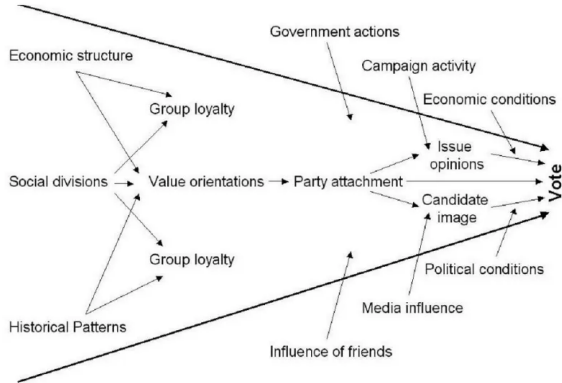 Government actions
Economic structure
Campaign activity
Economic conditions
Group loyalty
Issue
opinions
Social divisions
Value orientations
Party attachment
Vote
Candidate
image
Group loyalty
Political conditions
Media influence
Historical Patterns
Influence of friends